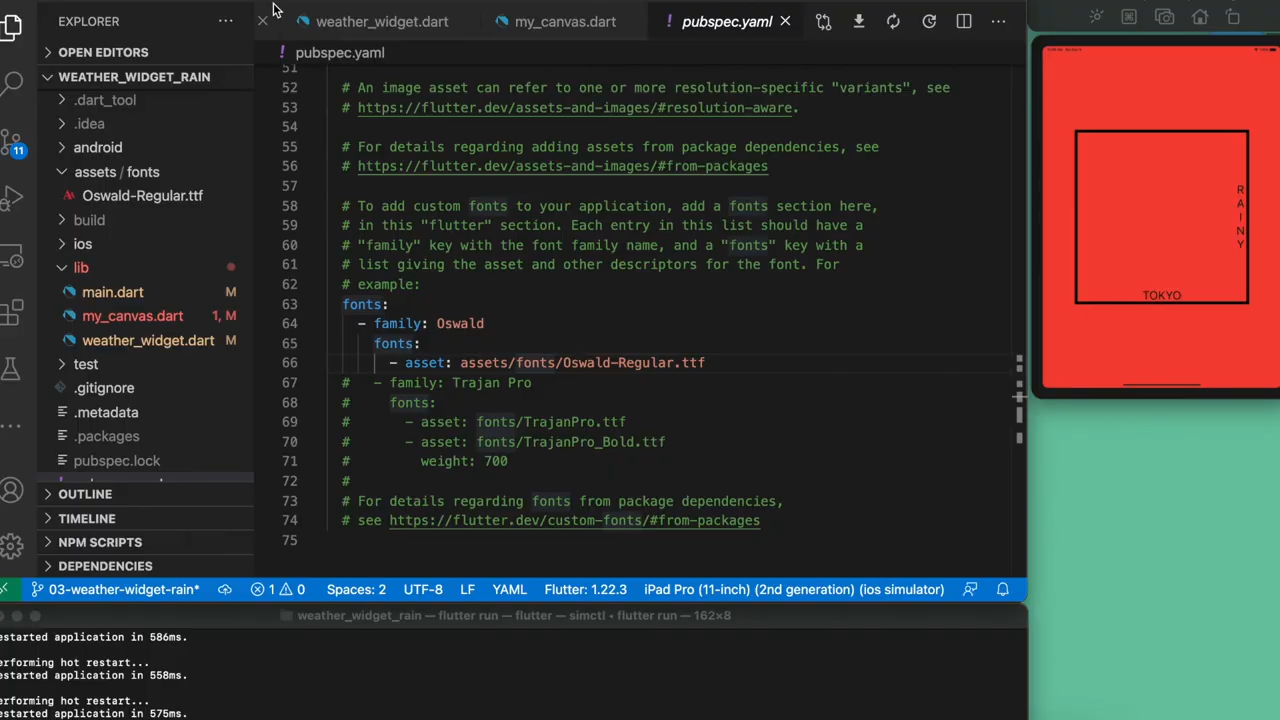 EXPLORER
weather_widget.dart
my_canvas.dart
! pubspec.yaml
OPEN EDITORS
! pubspec.yaml
WEATHER_WIDGET_RAIN
.dart_tool
.idea
android
assets / fonts
Oswald-Regular.ttf
build
ios
lib
main.dart M
my_canvas.dart 1, M
weather_widget.dart M
test
.gitignore
.metadata
.packages
pubspec.lock
OUTLINE
TIMELINE
NPM SCRIPTS
DEPENDENCIES
11
51
52 # An image asset can refer to one or more resolution-specific "variants", see
53 # https://flutter.dev/assets-and-images/#resolution-aware.
54
55 # For details regarding adding assets from package dependencies, see
56 # https://flutter.dev/assets-and-images/#from-packages
57
58 # To add custom fonts to your application, add a fonts section here,
59 # in this "flutter" section. Each entry in this list should have a
60 # "family" key with the font family name, and a "fonts" key with a
61 # list giving the asset and other descriptors for the font. For
62 # example:
63 fonts:
64 - family: Oswald
65 fonts:
66 - asset: assets/fonts/Oswald-Regular.ttf
67 # - family: Trajan Pro
68 # fonts:
69 # - asset: fonts/TrajanPro.ttf
70 # - asset: fonts/TrajanPro_Bold.ttf
71 # weight: 700
72 #
73 # For details regarding fonts from package dependencies,
74 # see https://flutter.dev/custom-fonts/#from-packages
75
RAINY
TOKYO
03-weather-widget-rain* 1 0 Spaces: 2 UTF-8 LF YAML Flutter: 1.22.3 iPad Pro (11-inch) (2nd generation) (ios simulator)
weather_widget_rain — flutter run — flutter — simctl • flutter run — 162×8
estarted application in 586ms.
erforming hot restart...
estarted application in 558ms.
erforming hot restart...
estarted application in 575ms.